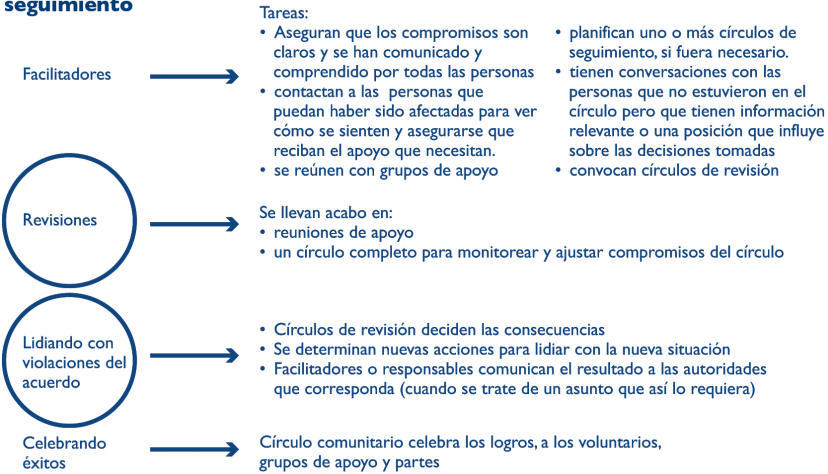 seguimiento
Facilitadores
Tareas:
• Aseguran que los compromisos son
claros y se han comunicado y
comprendido por todas las personas
• contactan a las personas que
puedan haber sido afectadas para ver
cómo se sienten y asegurarse que
reciban el apoyo que necesitan.
• se reúnen con grupos de apoyo
• planifican uno o más círculos de
seguimiento, si fuera necesario.
• tienen conversaciones con las
personas que no estuvieron en el
círculo pero que tienen información
relevante o una posición que influye
sobre las decisiones tomadas
• convocan círculos de revisión
Revisiones
Se llevan acabo en:
• reuniones de apoyo
• un círculo completo para monitorear y ajustar compromisos del círculo
Lidiando con
violaciones del
acuerdo
• Círculos de revisión deciden las consecuencias
• Se determinan nuevas acciones para lidiar con la nueva situación
• Facilitadores o responsables comunican el resultado a las autoridades
que corresponda (cuando se trate de un asunto que así lo requiera)
Celebrando
éxitos
Círculo comunitario celebra los logros, a los voluntarios,
grupos de apoyo y partes